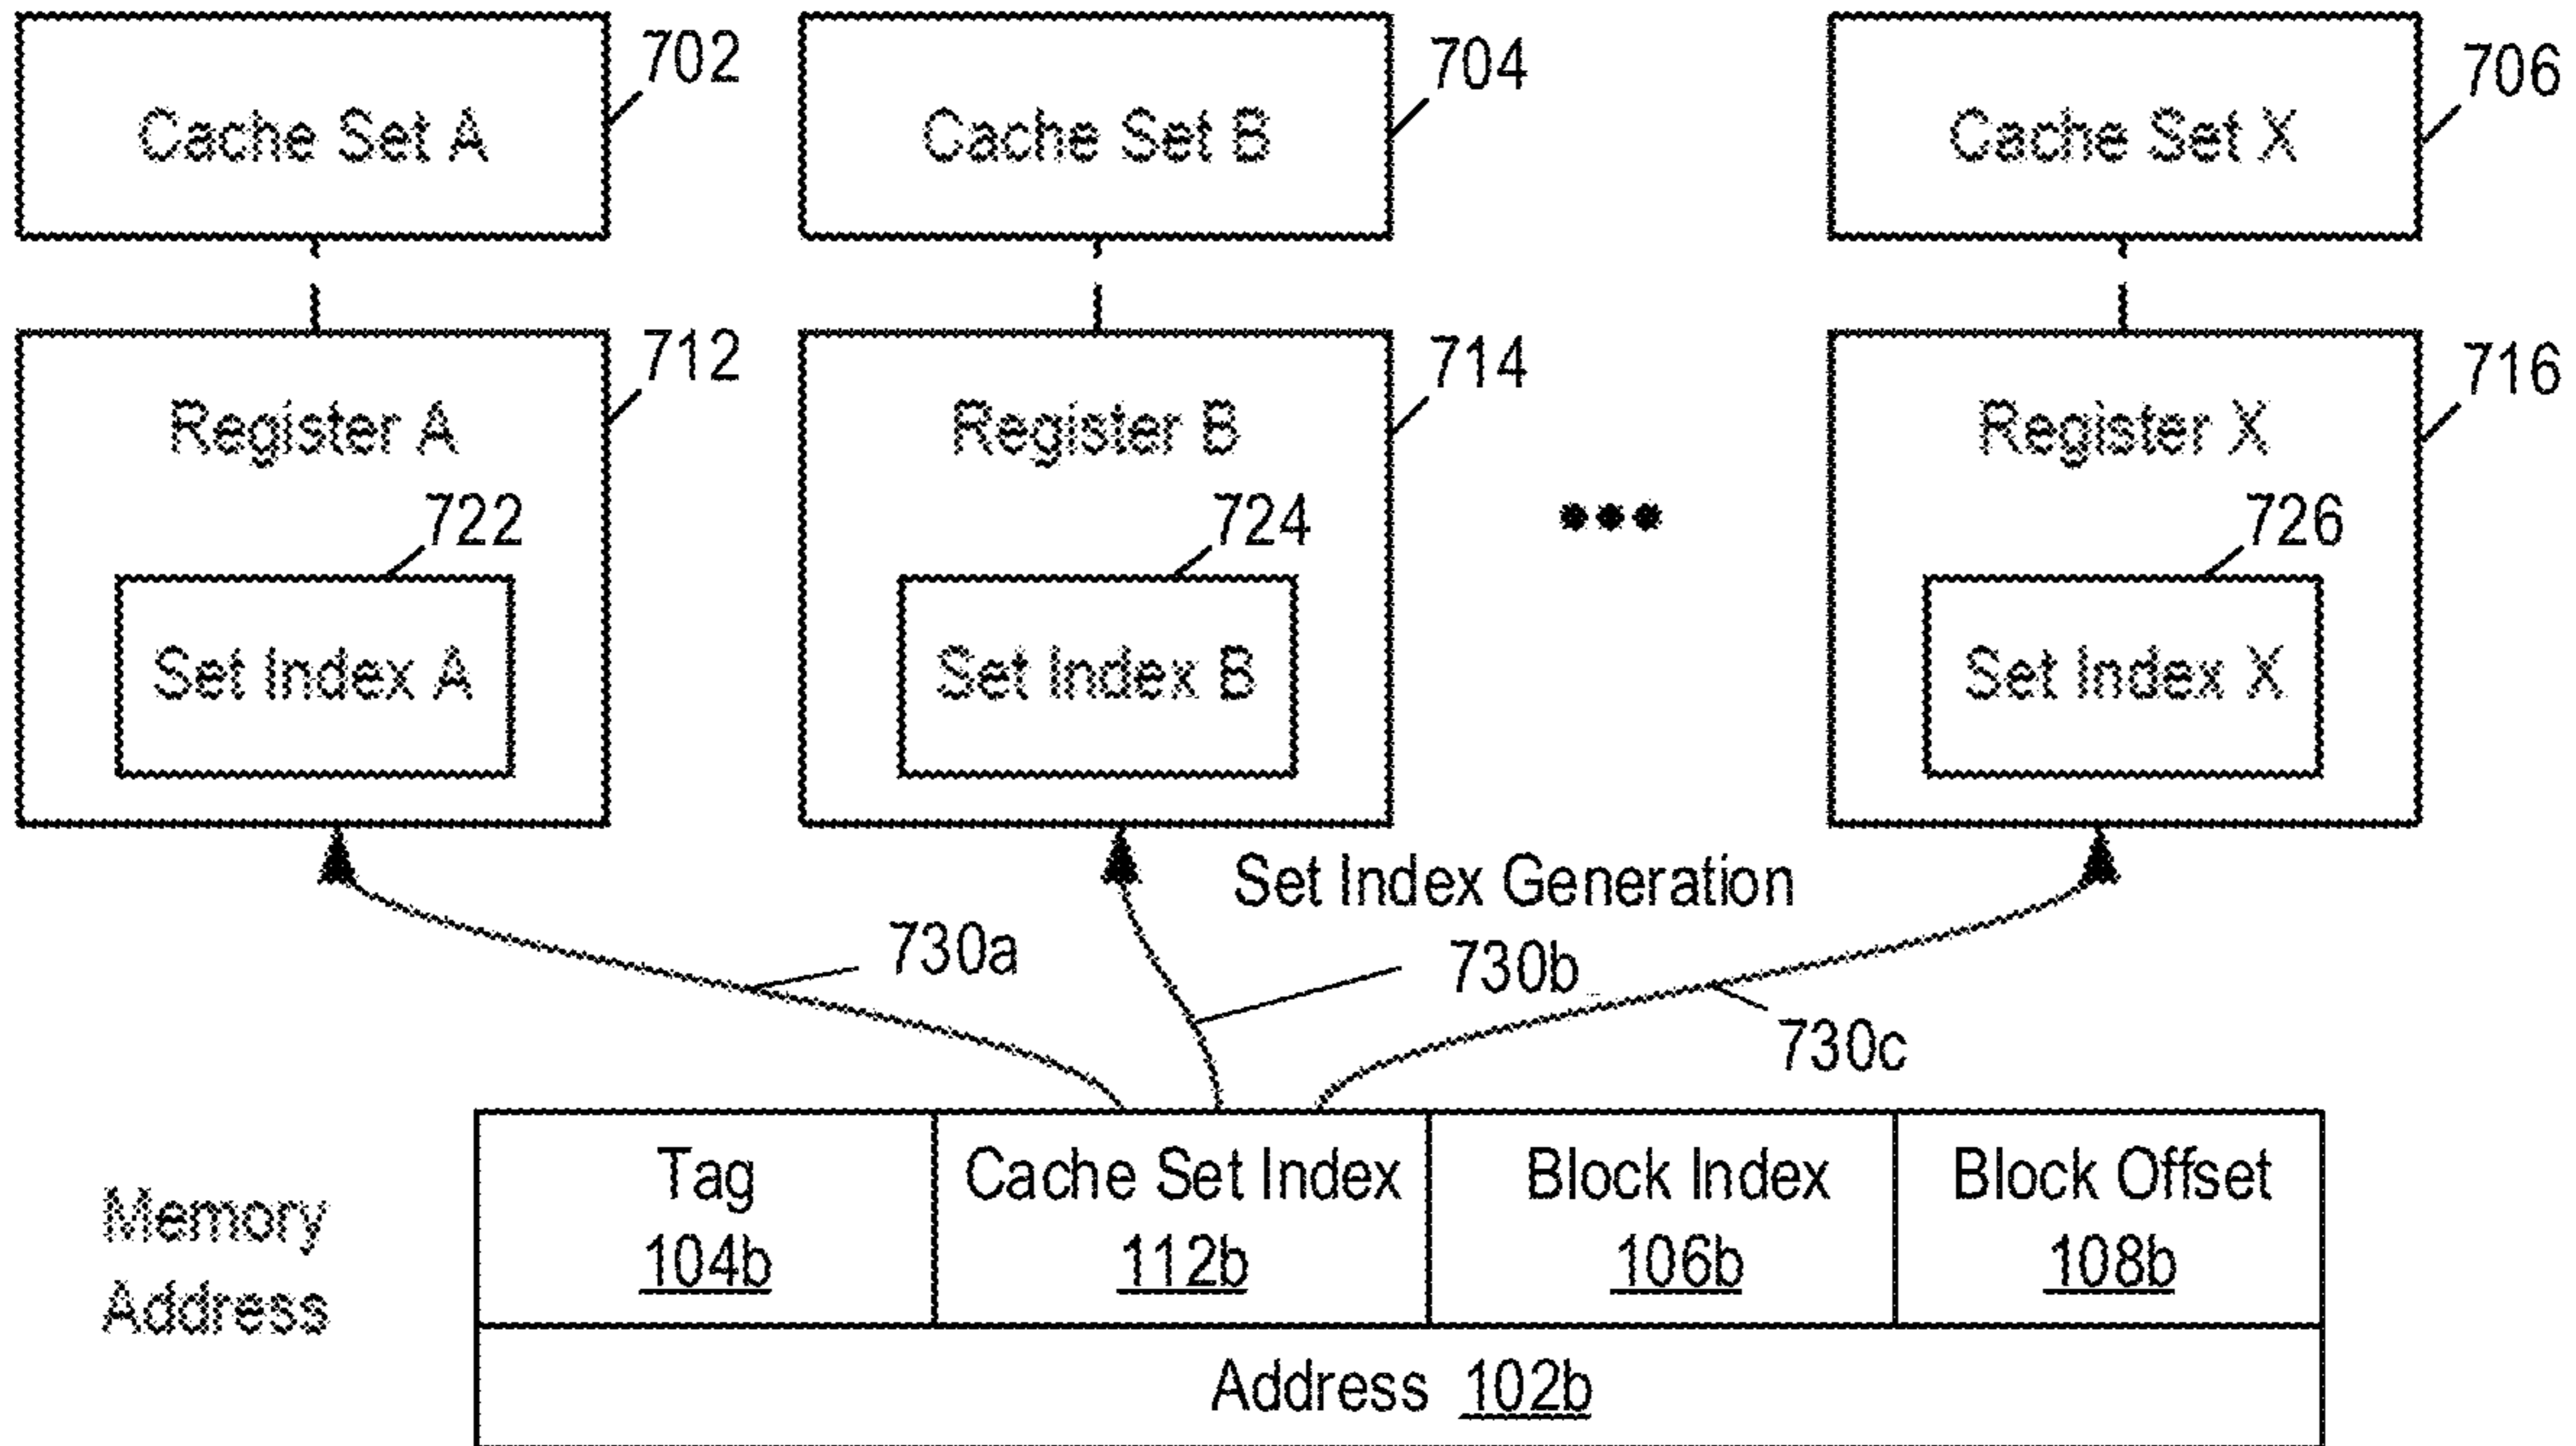 702
704
706
Cache Set A
Cache Set B
Cache Set X
712
714
716
Register A
Register B
Register X
722
724
726
Set Index A
Set Index B
Set Index X
Set Index Generation
730a
730b
730c
Memory
Address
Tag
104b
Cache Set Index
112b
Block Index
106b
Block Offset
108b
Address 102b